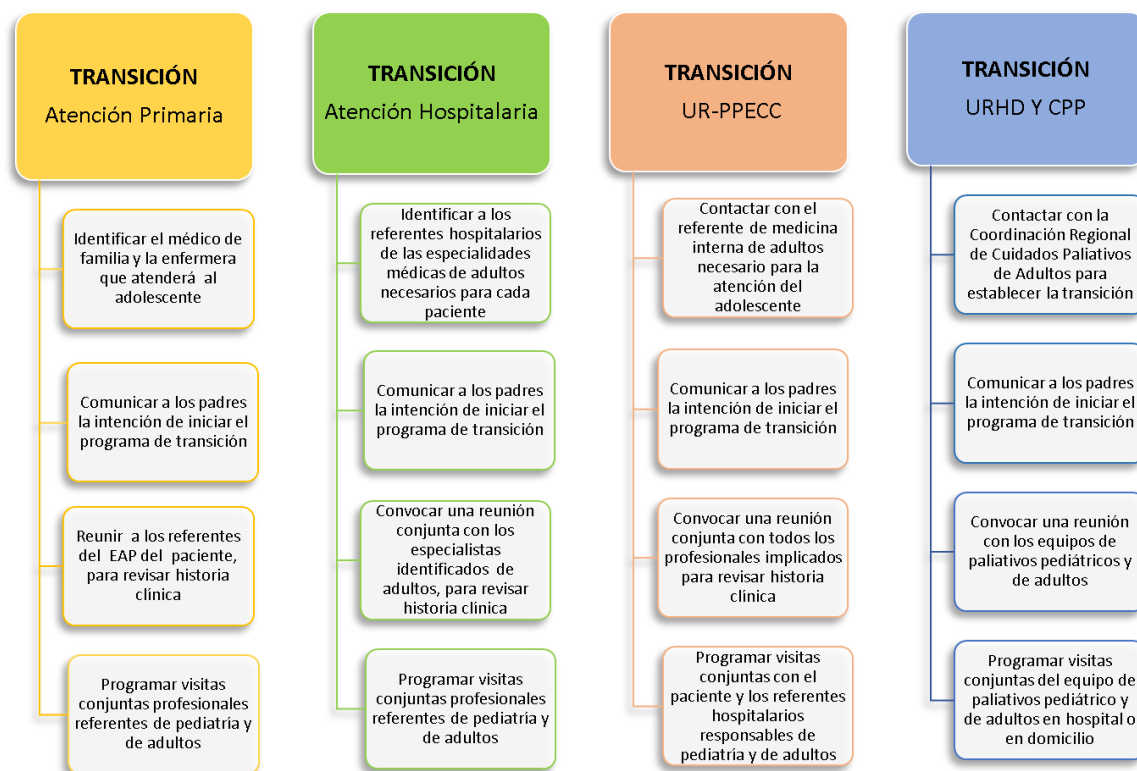 TRANSICIÓN
Atención Primaria
Identificar el médico de
familia y la enfermera
que atenderá al
adolescente
Comunicar a los padres
la intención de iniciar el
programa de transición
Reunir a los referentes
del EAP del paciente,
para revisar historia
clínica
Programar visitas
conjuntas profesionales
referentes de pediatría y
de adultos
TRANSICIÓN
Atención Hospitalaria
Identificar a los
referentes hospitalarios
de las especialidades
médicas de adultos
necesarios para cada
paciente
Comunicar a los padres
la intención de iniciar el
programa de transición
Convocar una reunión
conjunta con los
especialistas
identificados de
adultos, para revisar
historia clínica
Programar visitas
conjuntas profesionales
referentes de pediatría y
de adultos
TRANSICIÓN
UR-PPECC
Contactar con el
referente de medicina
interna de adultos
necesario para la
atención del
adolescente
Comunicar a los padres
la intención de iniciar el
programa de transición
Convocar una reunión
conjunta con todos los
profesionales implicados
para revisar historia
clínica
Programar visitas
conjuntas con el
paciente y los referentes
hospitalarios
responsables de
pediatría y de adultos
TRANSICIÓN
URHD Y CPP
Contactar con la
Coordinación Regional
de Cuidados Paliativos
de Adultos para
establecer la transición
Comunicar a los padres
la intención de iniciar el
programa de transición
Convocar una reunión
con los equipos de
paliativos pediátricos y
de adultos
Programar visitas
conjuntas del equipo de
paliativos pediátrico y
de adultos en hospital o
en domicilio